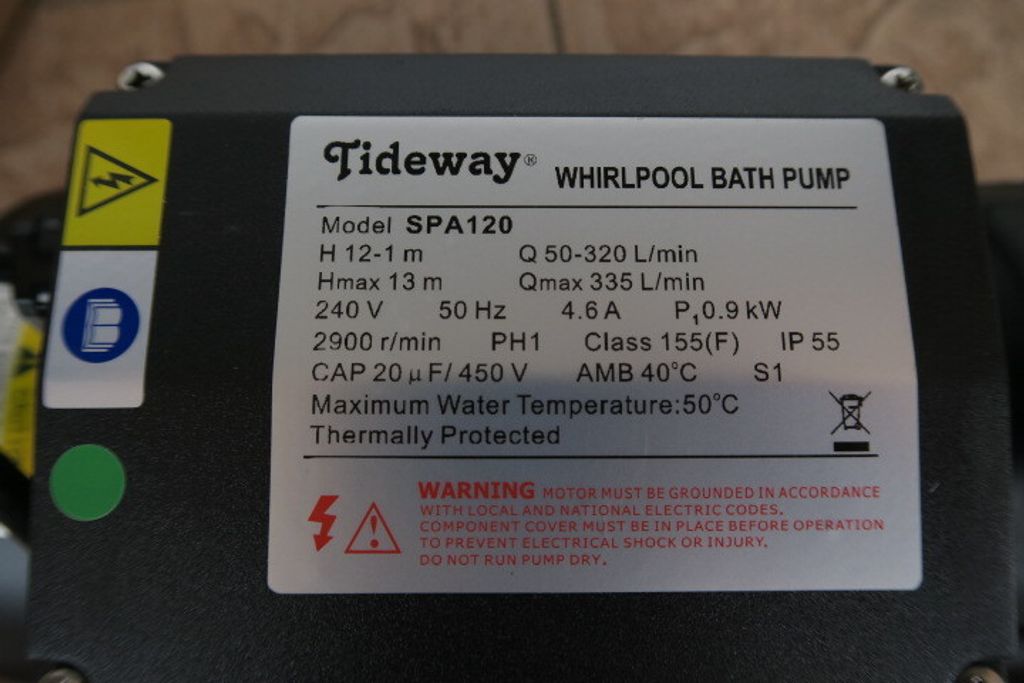 Tideway® WHIRLPOOL BATH PUMP
Model SPA120
H 12-1 m Q 50-320 L/min
Hmax 13 m Qmax 335 L/min
240 V 50 Hz 4.6 A P₁0.9 kW
2900 r/min PH1 Class 155(F) IP 55
CAP 20 μF/ 450 V AMB 40°C S1
Maximum Water Temperature:50°C
Thermally Protected
WARNING MOTOR MUST BE GROUNDED IN ACCORDANCE
WITH LOCAL AND NATIONAL ELECTRIC CODES.
COMPONENT COVER MUST BE IN PLACE BEFORE OPERATION
TO PREVENT ELECTRICAL SHOCK OR INJURY.
DO NOT RUN PUMP DRY.